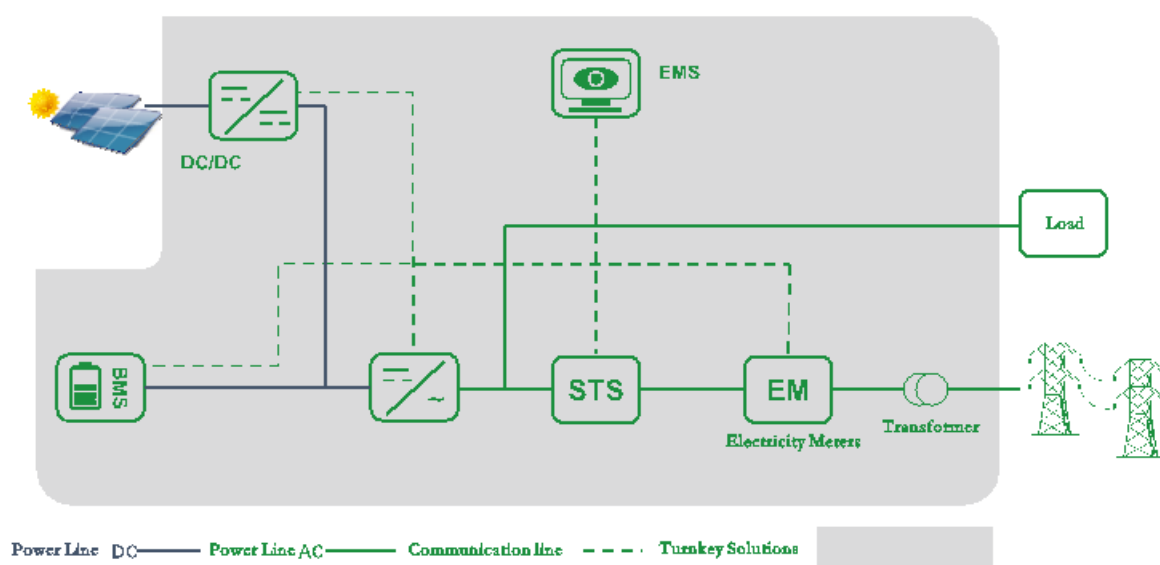 EMS
DC/DC
Load
BMS
STS
EM
Transformer
Electricity Meters
Power Line DC
Power Line AC
Communication line
Turnkey Solutions